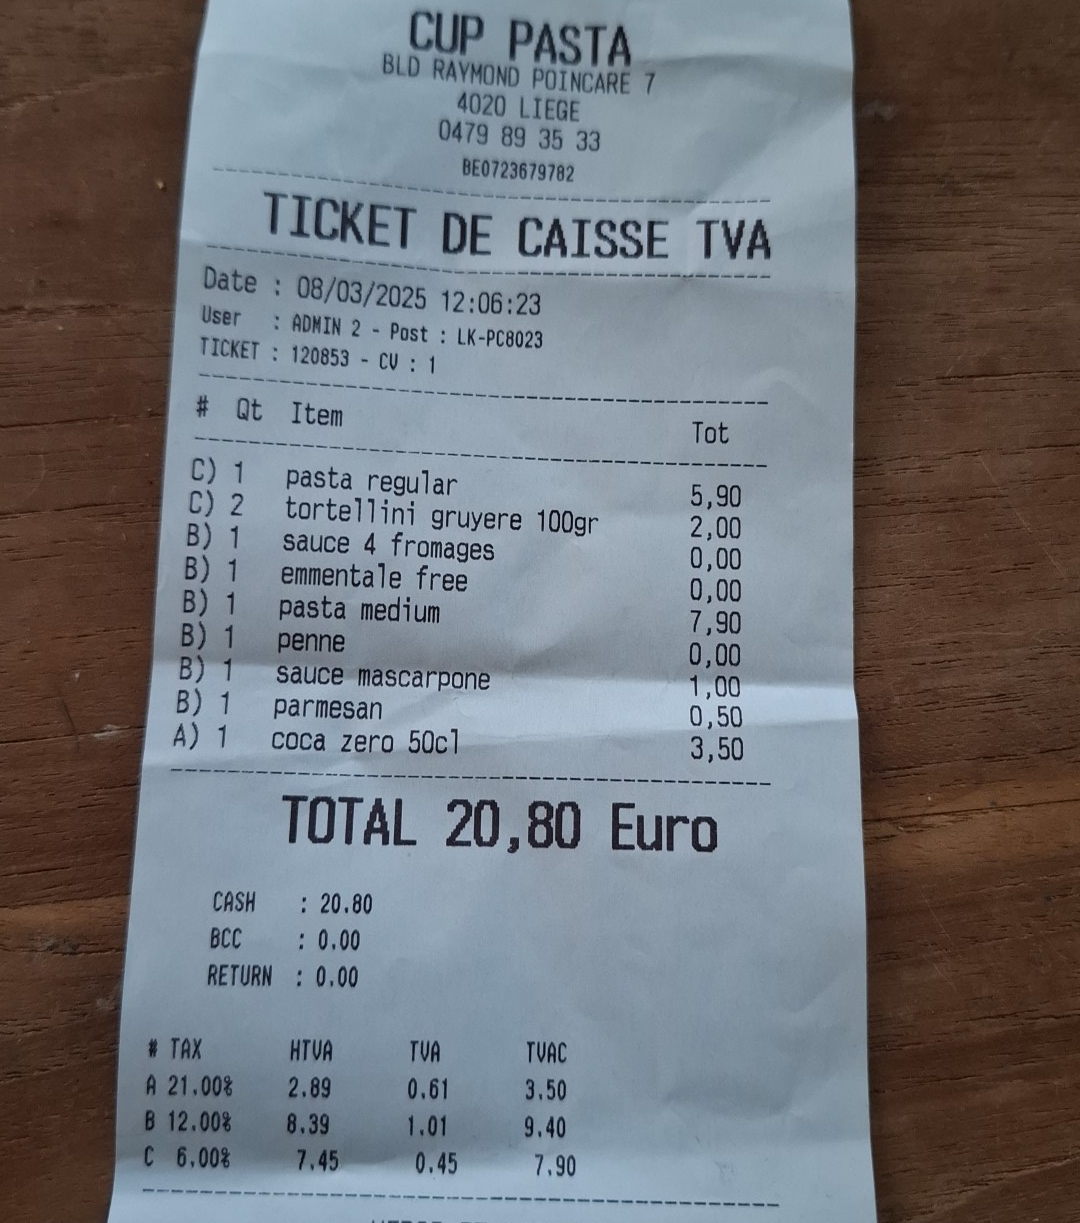 CUP PASTA
BLD RAYMOND POINCARE 7
4020 LIEGE
0479 89 35 33
BE0723679782
TICKET DE CAISSE TVA
Date : 08/03/2025 12:06:23
User : ADMIN 2 - Post : LK-PC8023
TICKET : 120853 - CV : 1
# Qt Item Tot
C) 1 pasta regular 5,90
C) 2 tortellini gruyere 100gr 2,00
B) 1 sauce 4 fromages 0,00
B) 1 emmentale free 0,00
B) 1 pasta medium 7,90
B) 1 penne 0,00
B) 1 sauce mascarpone 1,00
B) 1 parmesan 0,50
A) 1 coca zero 50cl 3,50
TOTAL 20,80 Euro
CASH : 20.80
BCC : 0.00
RETURN : 0.00
# TAX HTVA TVA TVAC
A 21.00% 2.89 0.61 3.50
B 12.00% 8.39 1.01 9.40
C 6.00% 7.45 0.45 7.90